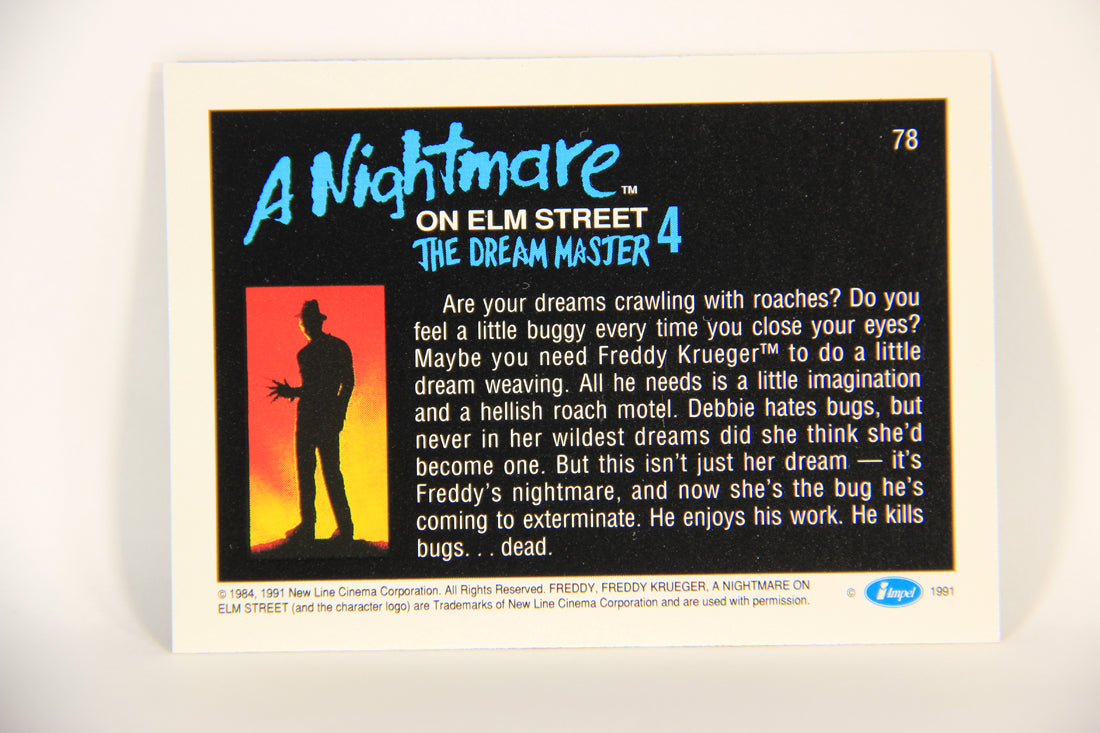 78
A Nightmare™
ON ELM STREET
THE DREAM MASTER 4
Are your dreams crawling with roaches? Do you
feel a little buggy every time you close your eyes?
Maybe you need Freddy Krueger™ to do a little
dream weaving. All he needs is a little imagination
and a hellish roach motel. Debbie hates bugs, but
never in her wildest dreams did she think she'd
become one. But this isn't just her dream — it's
Freddy's nightmare, and now she's the bug he's
coming to exterminate. He enjoys his work. He kills
bugs. . . dead.
© 1984, 1991 New Line Cinema Corporation. All Rights Reserved. FREDDY, FREDDY KRUEGER, A NIGHTMARE ON
ELM STREET (and the character logo) are Trademarks of New Line Cinema Corporation and are used with permission.
© Impel 1991